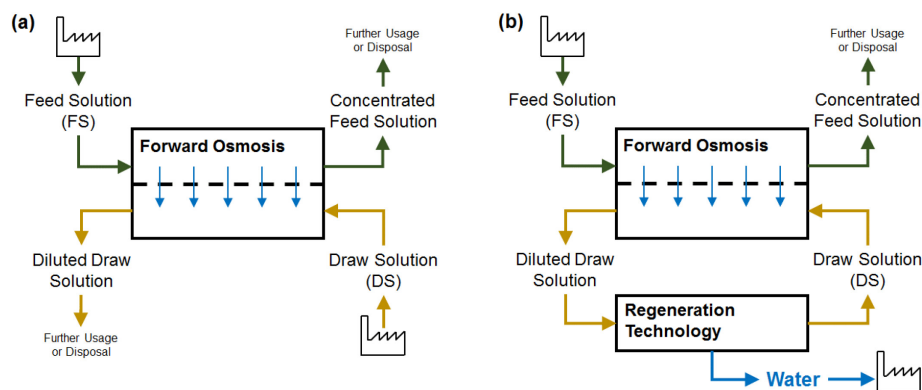 (a)
Further Usage
or Disposal
Feed Solution
(FS)
Concentrated
Feed Solution
Forward Osmosis
Diluted Draw
Solution
Draw Solution
(DS)
Further Usage
or Disposal
(b)
Further Usage
or Disposal
Feed Solution
(FS)
Concentrated
Feed Solution
Forward Osmosis
Diluted Draw
Solution
Draw Solution
(DS)
Regeneration
Technology
Water